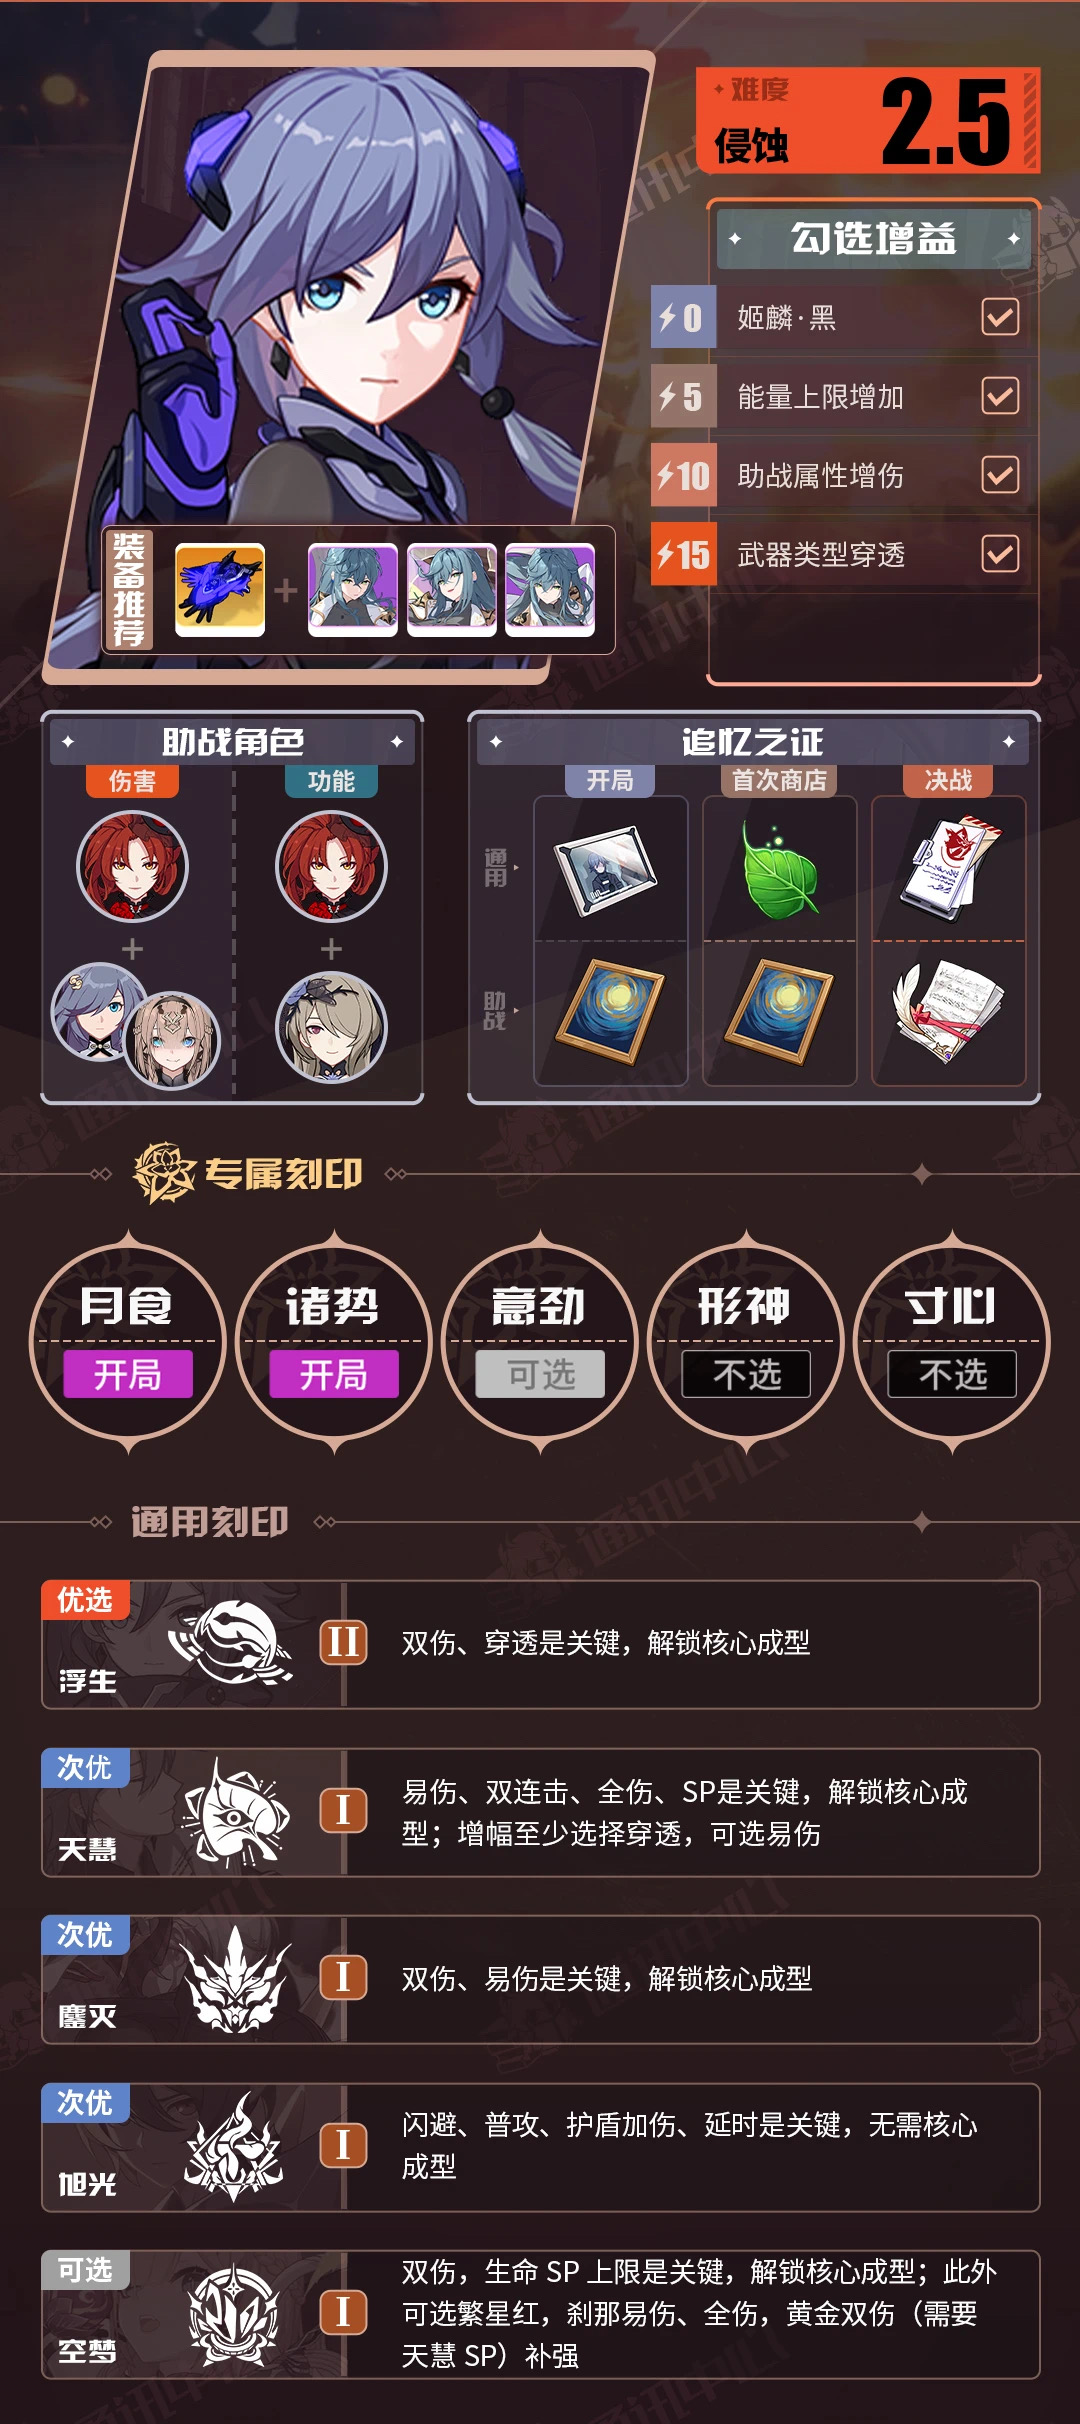 难度
侵蚀
2.5
勾选增益
0 姬麟·黑
5 能量上限增加
10 助战属性增伤
15 武器类型穿透
装备推荐
助战角色
伤害 功能
追忆之证
开局 首次商店 决战
通用
助战
专属刻印
月食 诸势 意劲 形神 寸心
开局 开局 可选 不选 不选
通用刻印
优选
浮生
II
双伤、穿透是关键，解锁核心成型
次优
天慧
I
易伤、双连击、全伤、SP是关键，解锁核心成
型；增幅至少选择穿透，可选易伤
次优
鏖灭
I
双伤、易伤是关键，解锁核心成型
次优
旭光
I
闪避、普攻、护盾加伤、延时是关键，无需核心
成型
可选
空梦
I
双伤，生命 SP 上限是关键，解锁核心成型；此外
可选繁星红，刹那易伤、全伤，黄金双伤（需要
天慧 SP）补强
通讯中心